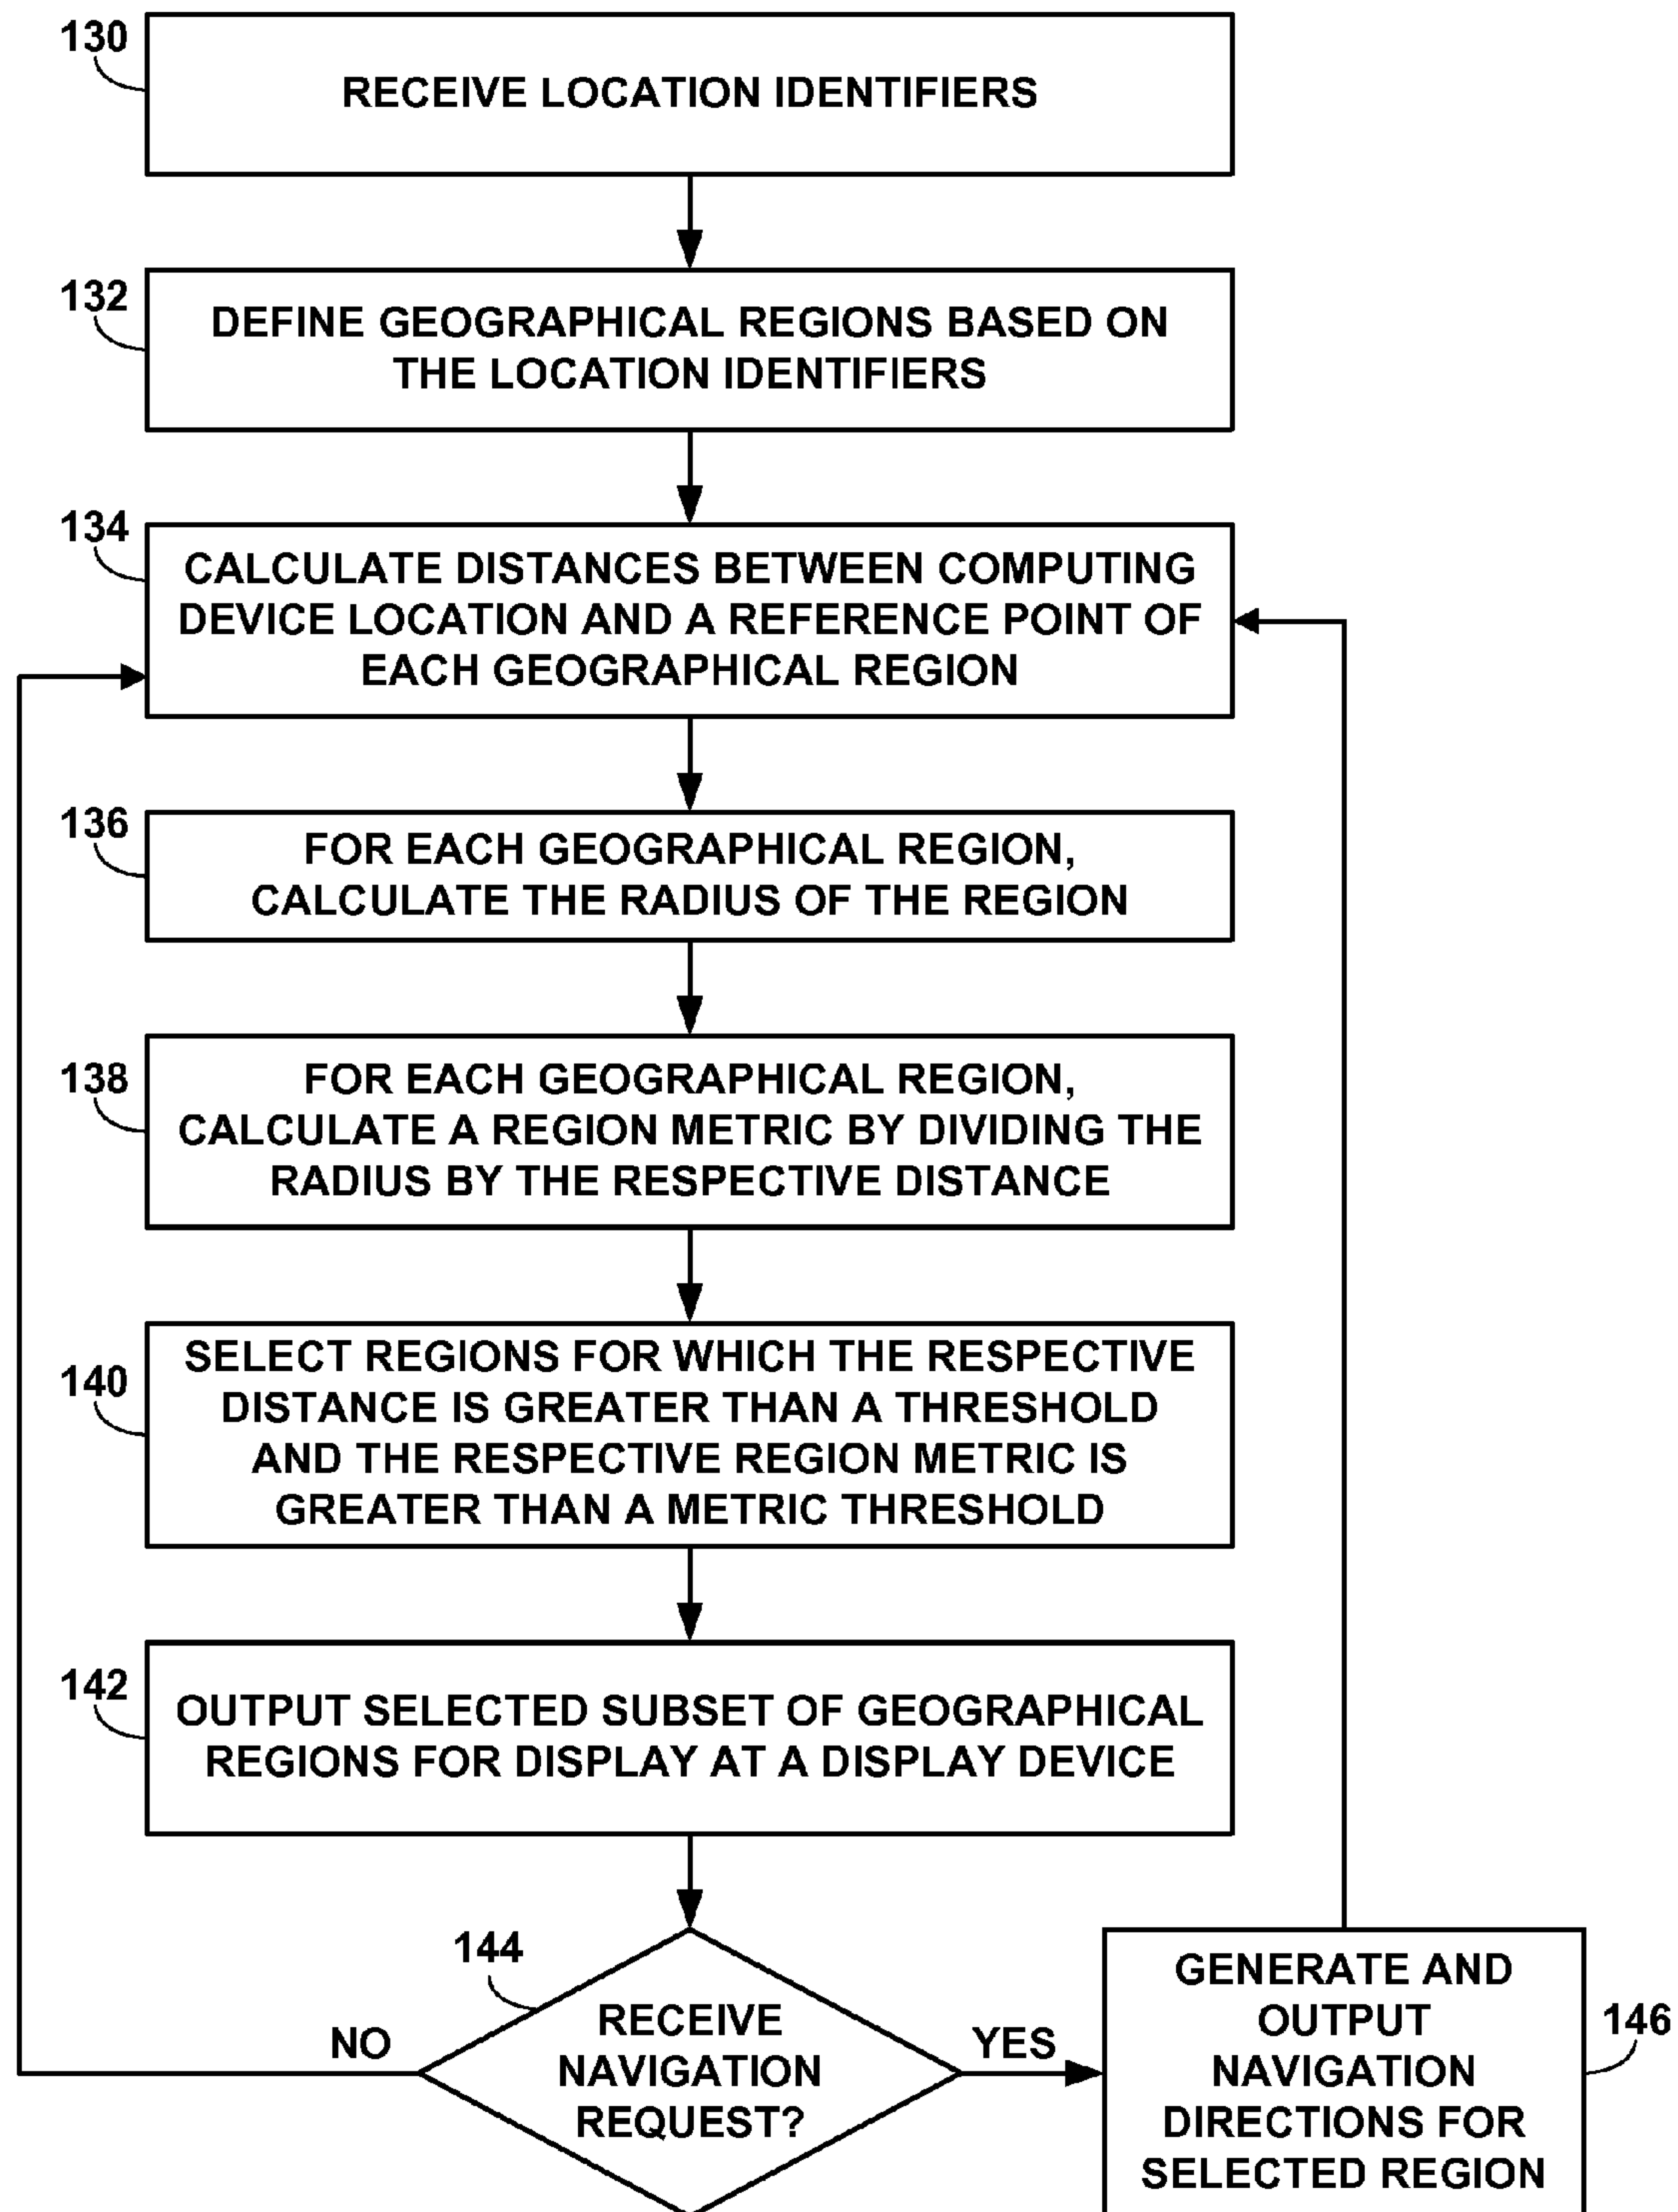 130
RECEIVE LOCATION IDENTIFIERS
132
DEFINE GEOGRAPHICAL REGIONS BASED ON
THE LOCATION IDENTIFIERS
134
CALCULATE DISTANCES BETWEEN COMPUTING
DEVICE LOCATION AND A REFERENCE POINT OF
EACH GEOGRAPHICAL REGION
136
FOR EACH GEOGRAPHICAL REGION,
CALCULATE THE RADIUS OF THE REGION
138
FOR EACH GEOGRAPHICAL REGION,
CALCULATE A REGION METRIC BY DIVIDING THE
RADIUS BY THE RESPECTIVE DISTANCE
140
SELECT REGIONS FOR WHICH THE RESPECTIVE
DISTANCE IS GREATER THAN A THRESHOLD
AND THE RESPECTIVE REGION METRIC IS
GREATER THAN A METRIC THRESHOLD
142
OUTPUT SELECTED SUBSET OF GEOGRAPHICAL
REGIONS FOR DISPLAY AT A DISPLAY DEVICE
144
RECEIVE
NAVIGATION
REQUEST?
NO
YES
GENERATE AND
OUTPUT
NAVIGATION
DIRECTIONS FOR
SELECTED REGION
146